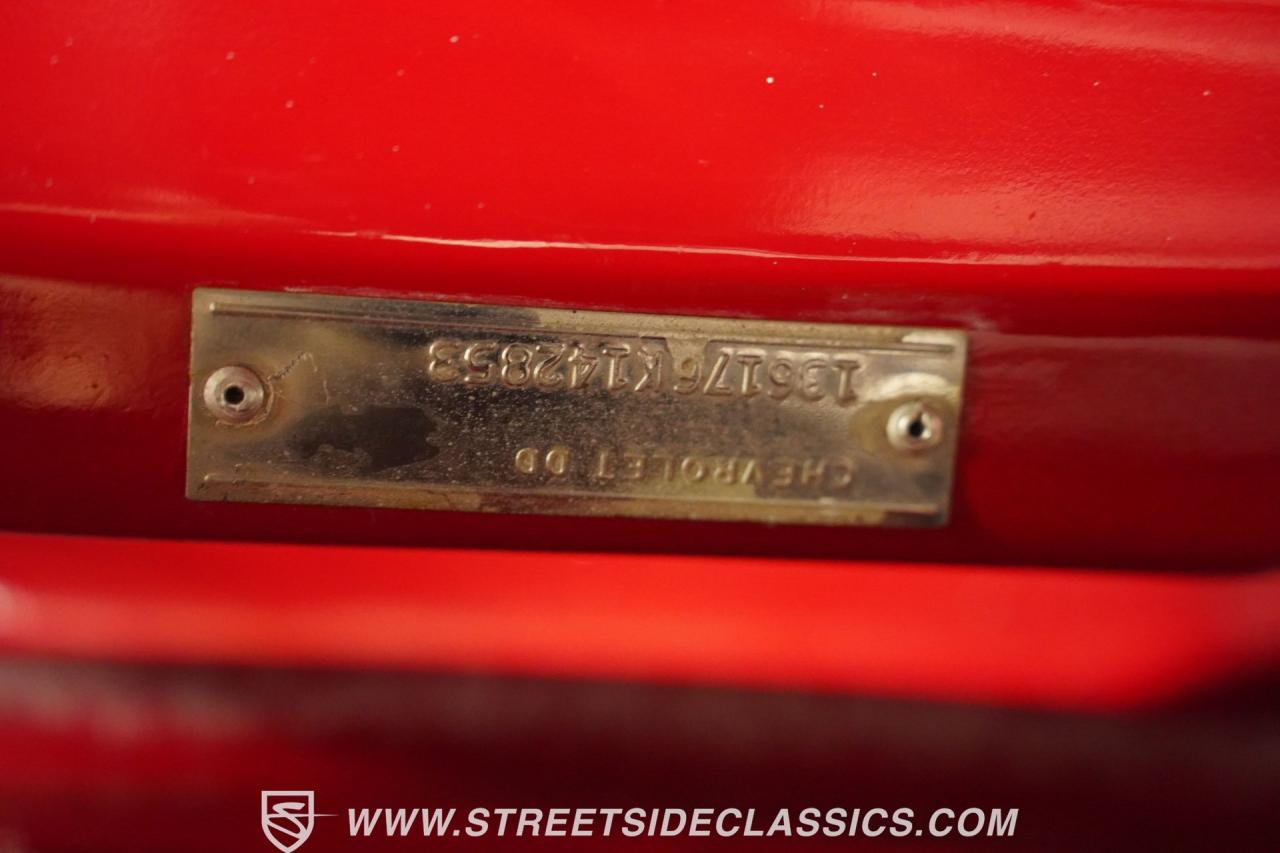 CHEVROLET DD
136176K142853
WWW.STREETSIDECLASSICS.COM